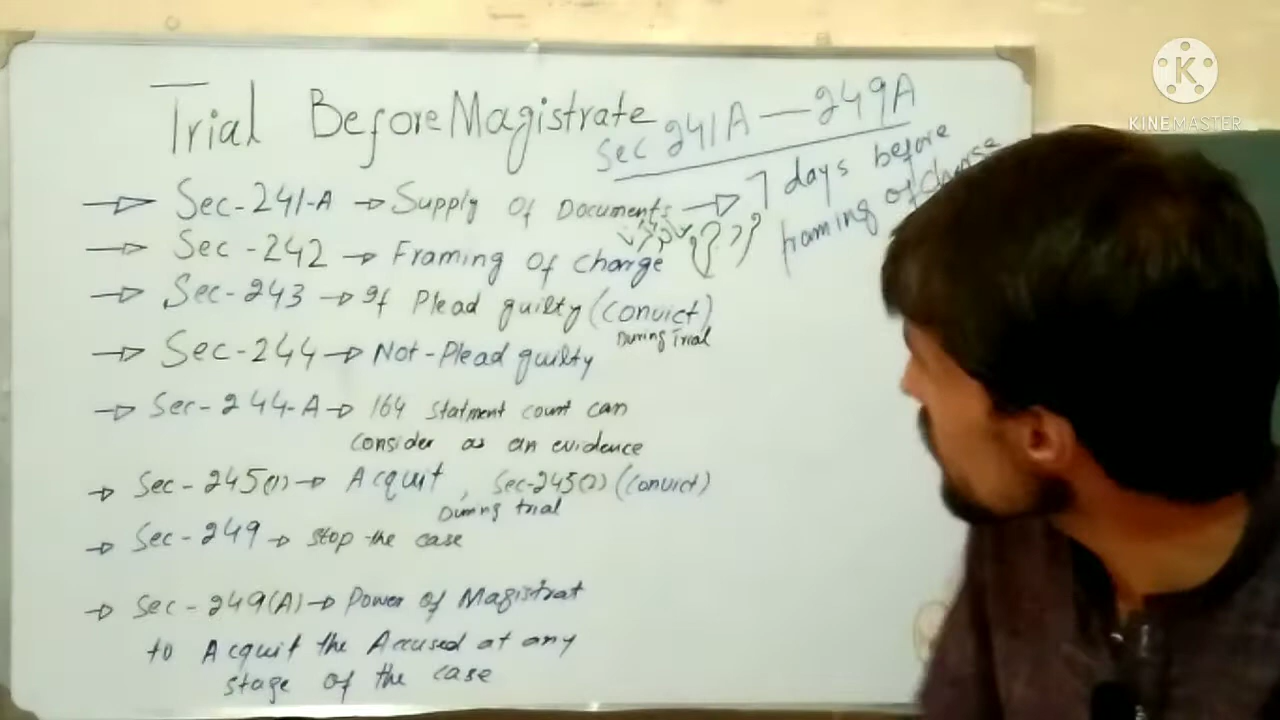 Trial Before Magistrate
Sec 241A — 249A
→ Sec-241-A → Supply of Documents → 7 days before
framing of charge
→ Sec-242 → Framing of charge
→ Sec-243 → If Plead guilty (convict)
During Trial
→ Sec-244 → Not-Plead guilty
→ Sec-244-A → 164 statment count can
consider as an evidence
→ Sec-245(1) → Acquit, Sec-245(2) (convict)
During trial
→ Sec-249 → Stop the case
→ Sec-249(A) → Power of Magistrat
to Acquit the Accused at any
stage of the case
KINEMASTER